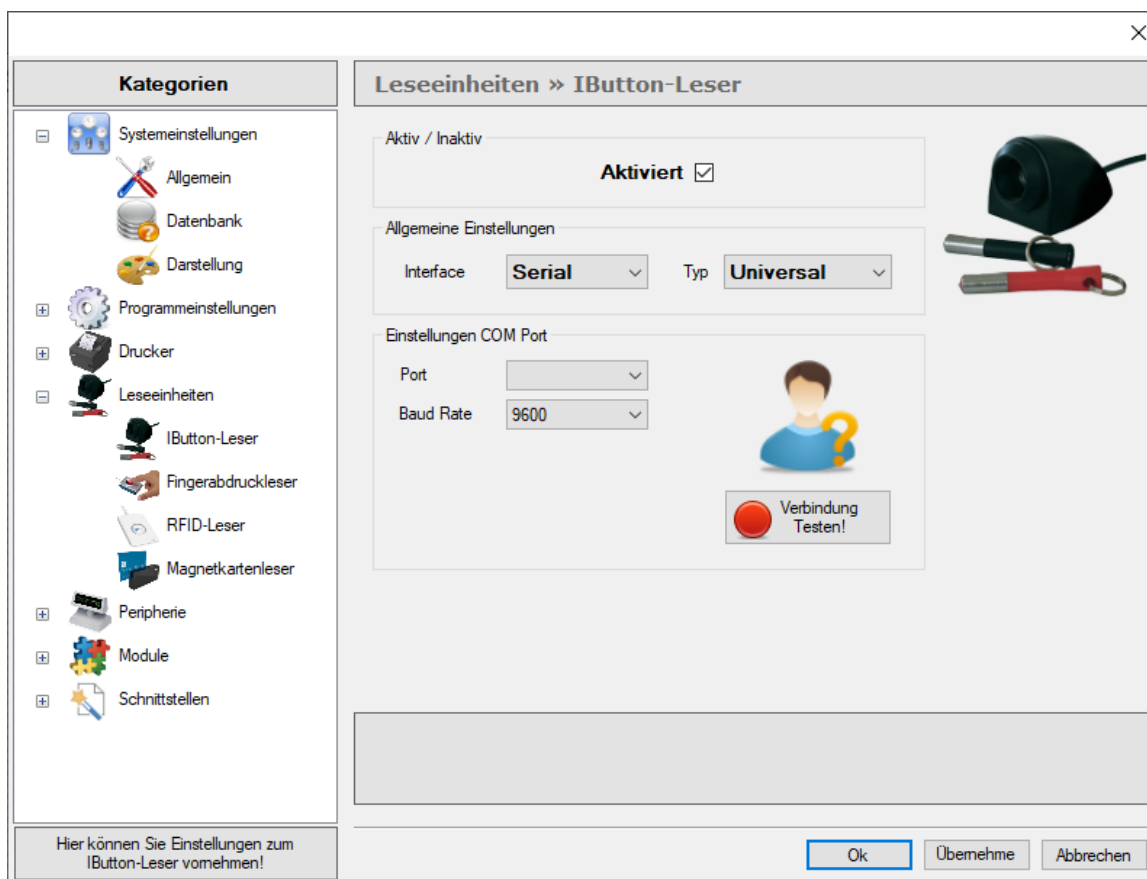 Kategorien
Systemeinstellungen
Allgemein
Datenbank
Darstellung
Programmeinstellungen
Drucker
Leseeinheiten
IButton-Leser
Fingerabdruckleser
RFID-Leser
Magnetkartenleser
Peripherie
Module
Schnittstellen
Hier können Sie Einstellungen zum
IButton-Leser vornehmen!
Leseeinheiten » IButton-Leser
Aktiv / Inaktiv
Aktiviert
Allgemeine Einstellungen
Interface Serial Typ Universal
Einstellungen COM Port
Port
Baud Rate 9600
Verbindung
Testen!
Ok Übernehme Abbrechen